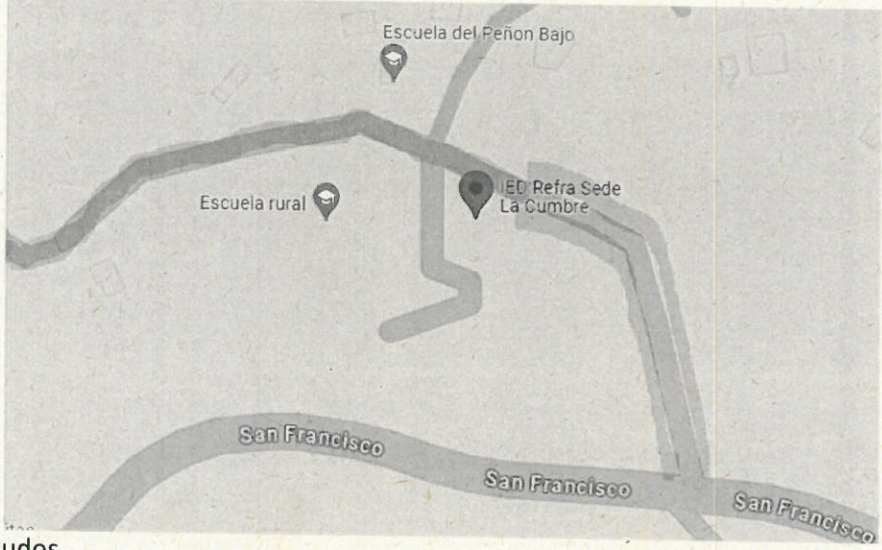 Escuela del Peñon Bajo
Escuela rural
IED Refra Sede
La Cumbre
San Francisco
San Francisco
San Francisco